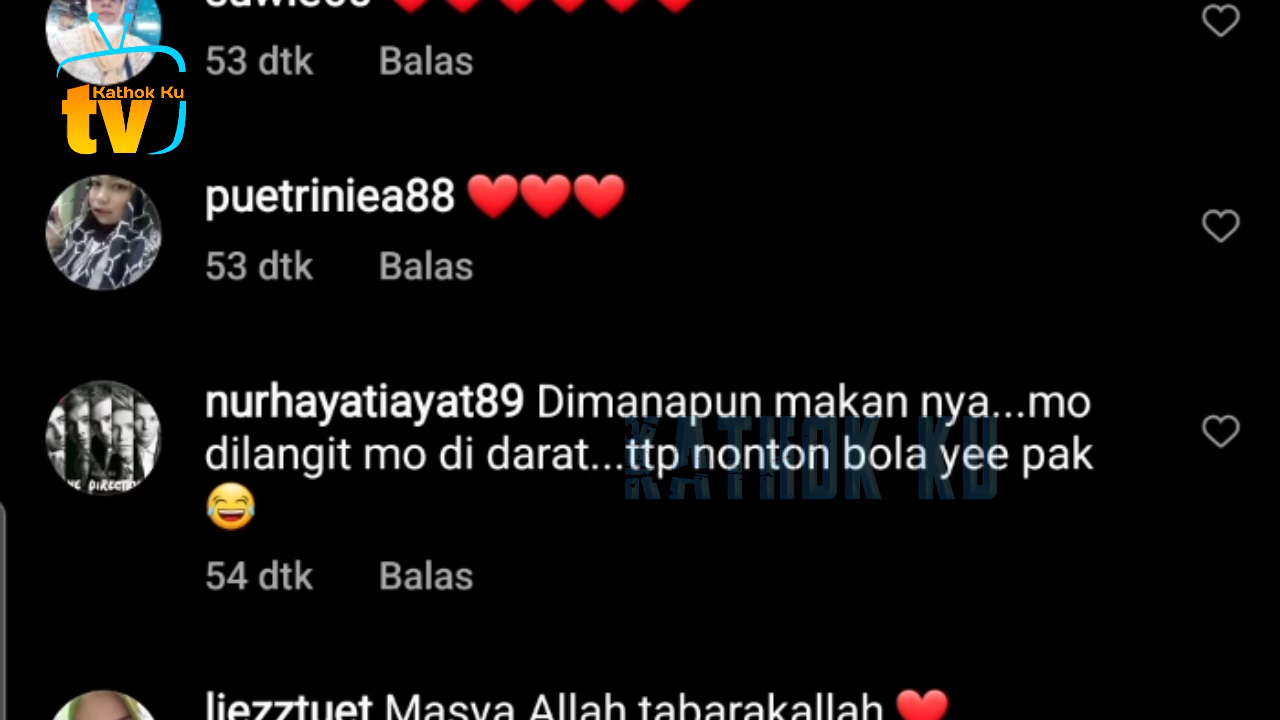 ❤❤❤❤❤❤
53 dtk Balas
Kathok Ku
tv
puetriniea88 ❤❤❤
53 dtk Balas
nurhayatiayat89 Dimanapun makan nya...mo
dilangit mo di darat...ttp nonton bola yee pak
KATHOK KU
😂
54 dtk Balas
liezztuet Masya Allah tabarakallah ❤